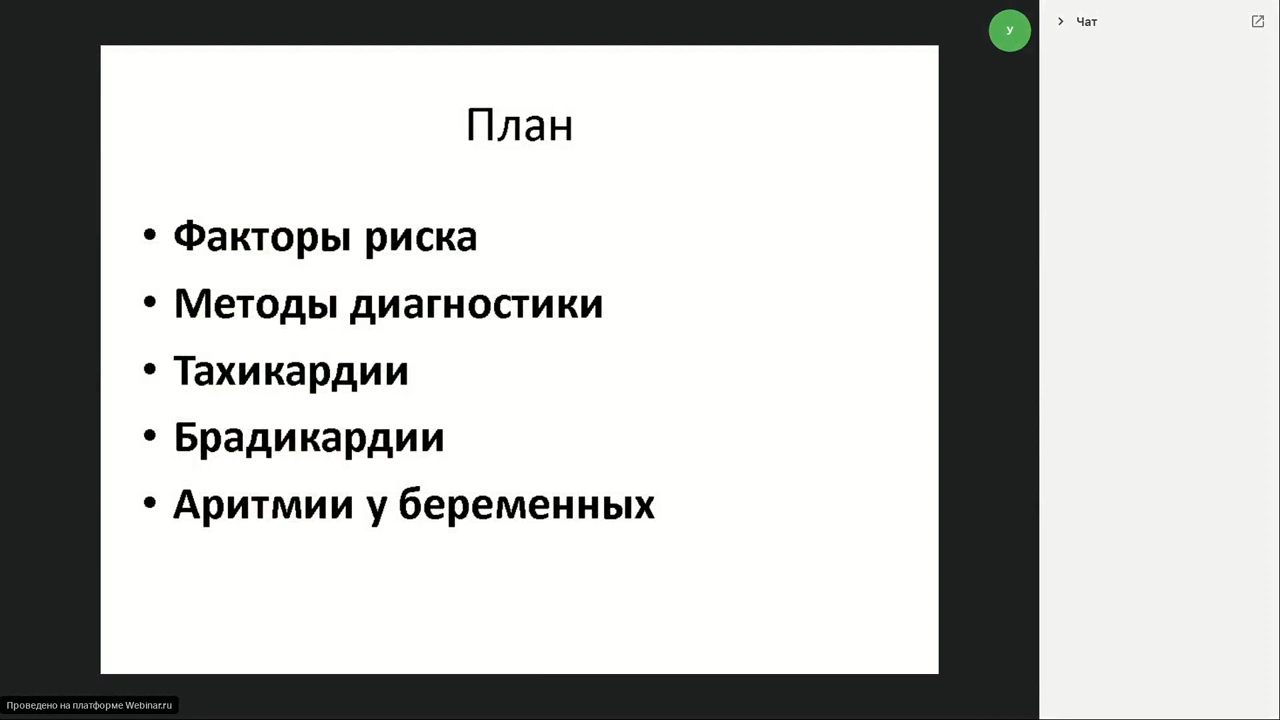 У
Чат
План
• Факторы риска
• Методы диагностики
• Тахикардии
• Брадикардии
• Аритмии у беременных
Проведено на платформе Webinar.ru